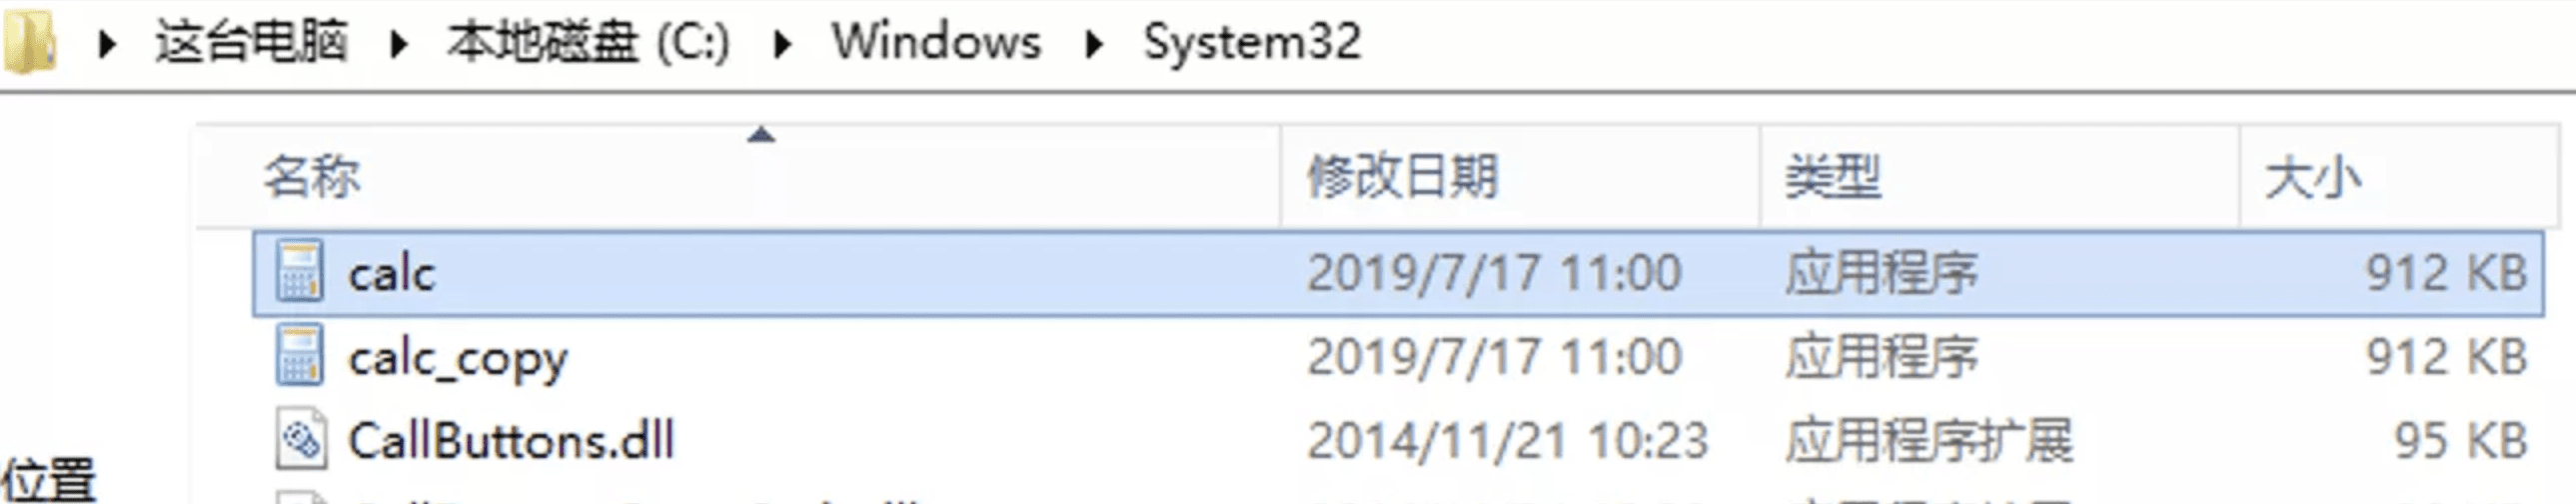 这台电脑 本地磁盘 (C:) Windows System32
名称 修改日期 类型 大小
calc 2019/7/17 11:00 应用程序 912 KB
calc_copy 2019/7/17 11:00 应用程序 912 KB
CallButtons.dll 2014/11/21 10:23 应用程序扩展 95 KB
位置